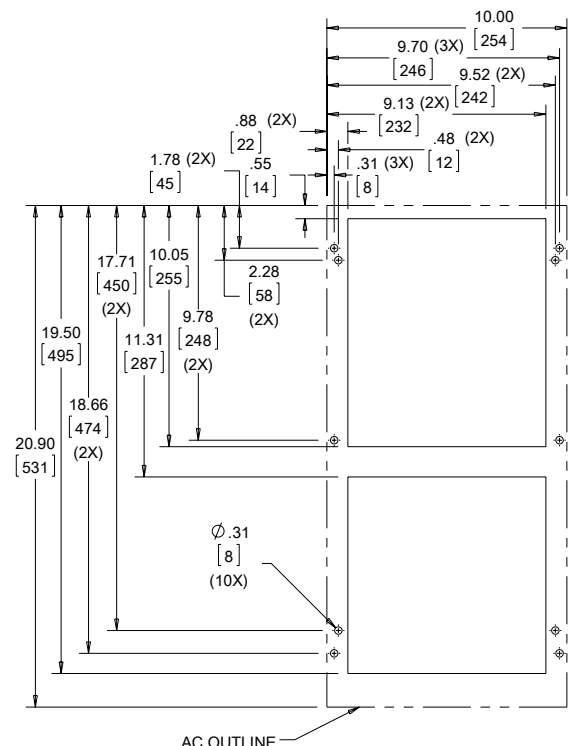 10.00
[254]
9.70 (3X)
[246]
9.52 (2X)
[242]
9.13 (2X)
[232]
.88 (2X)
[22]
.48 (2X)
[12]
1.78 (2X)
[45]
.55
[14]
.31 (3X)
[8]
17.71
[450]
(2X)
10.05
[255]
2.28
[58]
(2X)
9.78
[248]
(2X)
19.50
[495]
11.31
[287]
18.66
[474]
(2X)
20.90
[531]
∅ .31
[8]
(10X)
AC OUTLINE